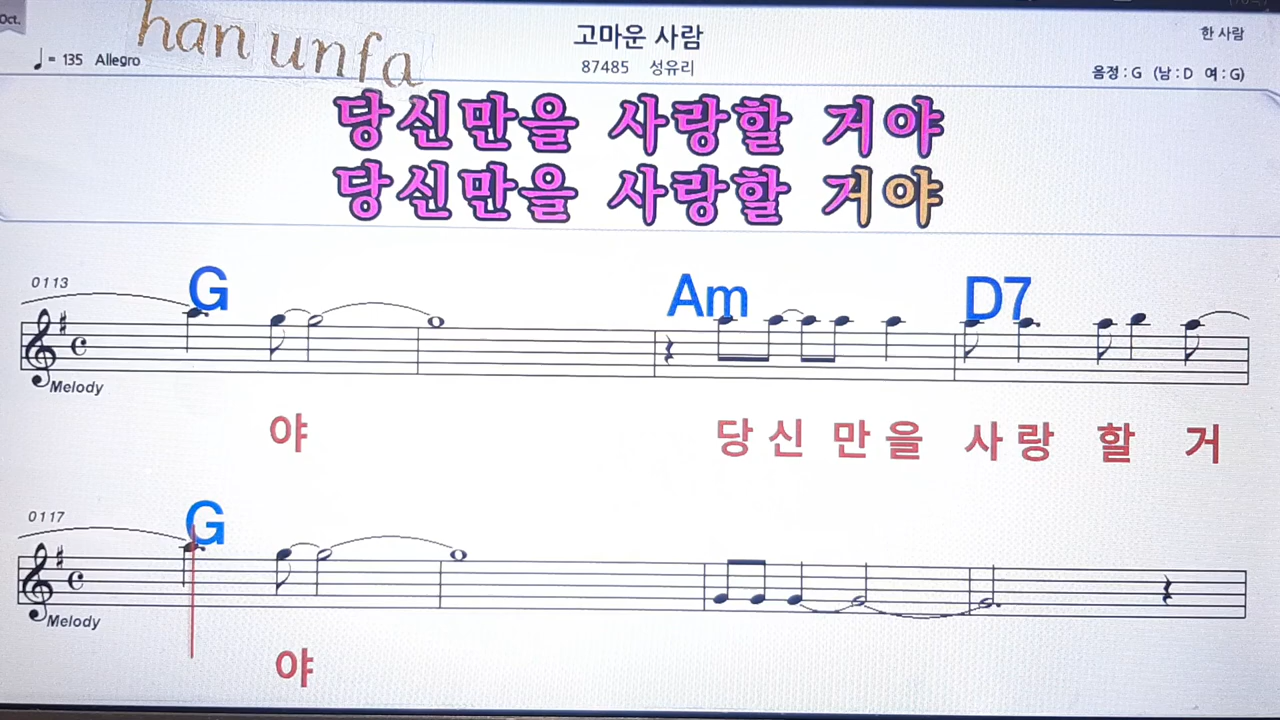 Oct.
han unfa
고마운 사람
한 사람
♩ = 135 Allegro
87485 성유리
음정 : G (남 : D 여 : G)
당신만을 사랑할 거야
당신만을 사랑할 거야
0113
G Am D7
Melody
야 당 신 만 을 사 랑 할 거
0117
G
Melody
야